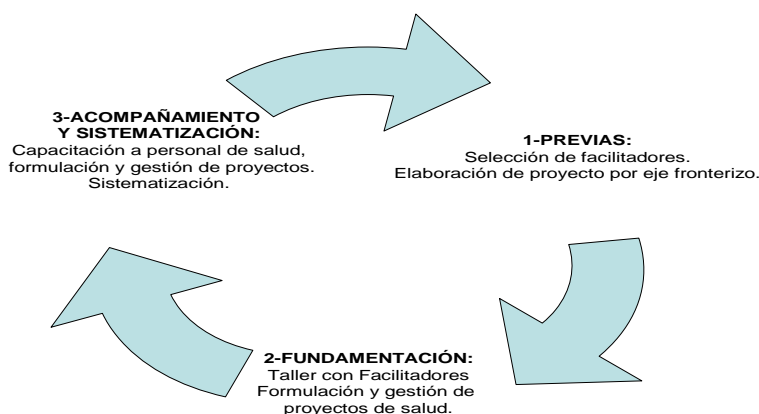 1-PREVIAS:
Selección de facilitadores.
Elaboración de proyecto por eje fronterizo.
2-FUNDAMENTACIÓN:
Taller con Facilitadores
Formulación y gestión de
proyectos de salud.
3-ACOMPAÑAMIENTO
Y SISTEMATIZACIÓN:
Capacitación a personal de salud,
formulación y gestión de proyectos.
Sistematización.